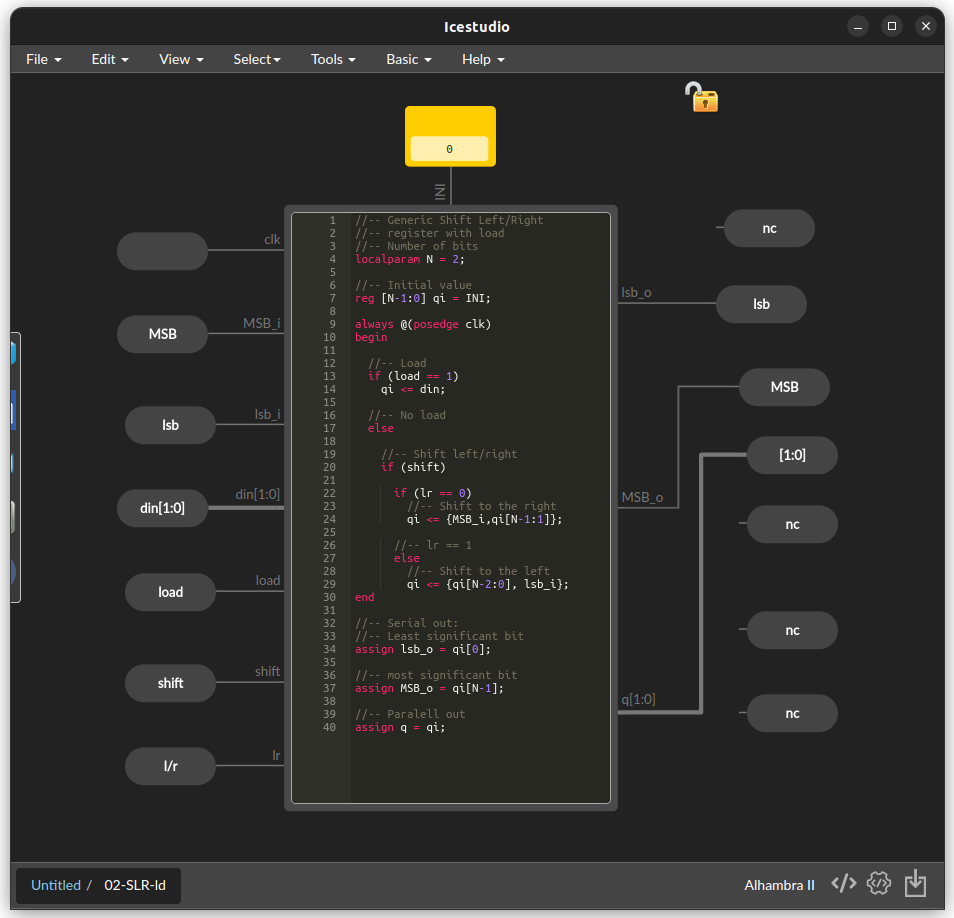 Icestudio
File Edit View Select Tools Basic Help
0
INI
clk
MSB
MSB_i
lsb
lsb_i
din[1:0]
din[1:0]
load
load
shift
shift
l/r
lr
1 //-- Generic Shift Left/Right
2 //-- register with load
3 //-- Number of bits
4 localparam N = 2;
5
6 //-- Initial value
7 reg [N-1:0] qi = INI;
8
9 always @(posedge clk)
10 begin
11
12 //-- Load
13 if (load == 1)
14 qi <= din;
15
16 //-- No load
17 else
18
19 //-- Shift left/right
20 if (shift)
21
22 if (lr == 0)
23 //-- Shift to the right
24 qi <= {MSB_i,qi[N-1:1]};
25
26 //-- lr == 1
27 else
28 //-- Shift to the left
29 qi <= {qi[N-2:0], lsb_i};
30 end
31
32 //-- Serial out:
33 //-- Least significant bit
34 assign lsb_o = qi[0];
35
36 //-- most significant bit
37 assign MSB_o = qi[N-1];
38
39 //-- Paralell out
40 assign q = qi;
nc
lsb_o
lsb
MSB
[1:0]
MSB_o
nc
nc
q[1:0]
nc
Untitled / 02-SLR-ld
Alhambra II